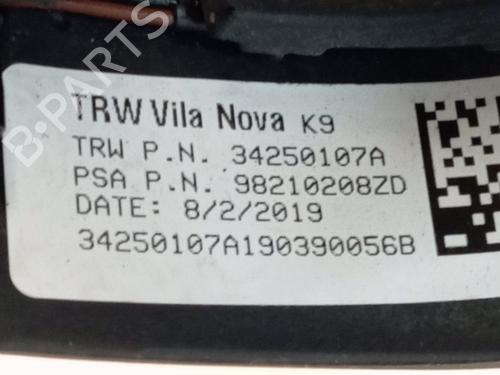 B-PARTS
TRW Vila Nova K9
TRW P.N. 34250107A
PSA P.N. 98210208ZD
DATE: 8/2/2019
34250107A190390056B